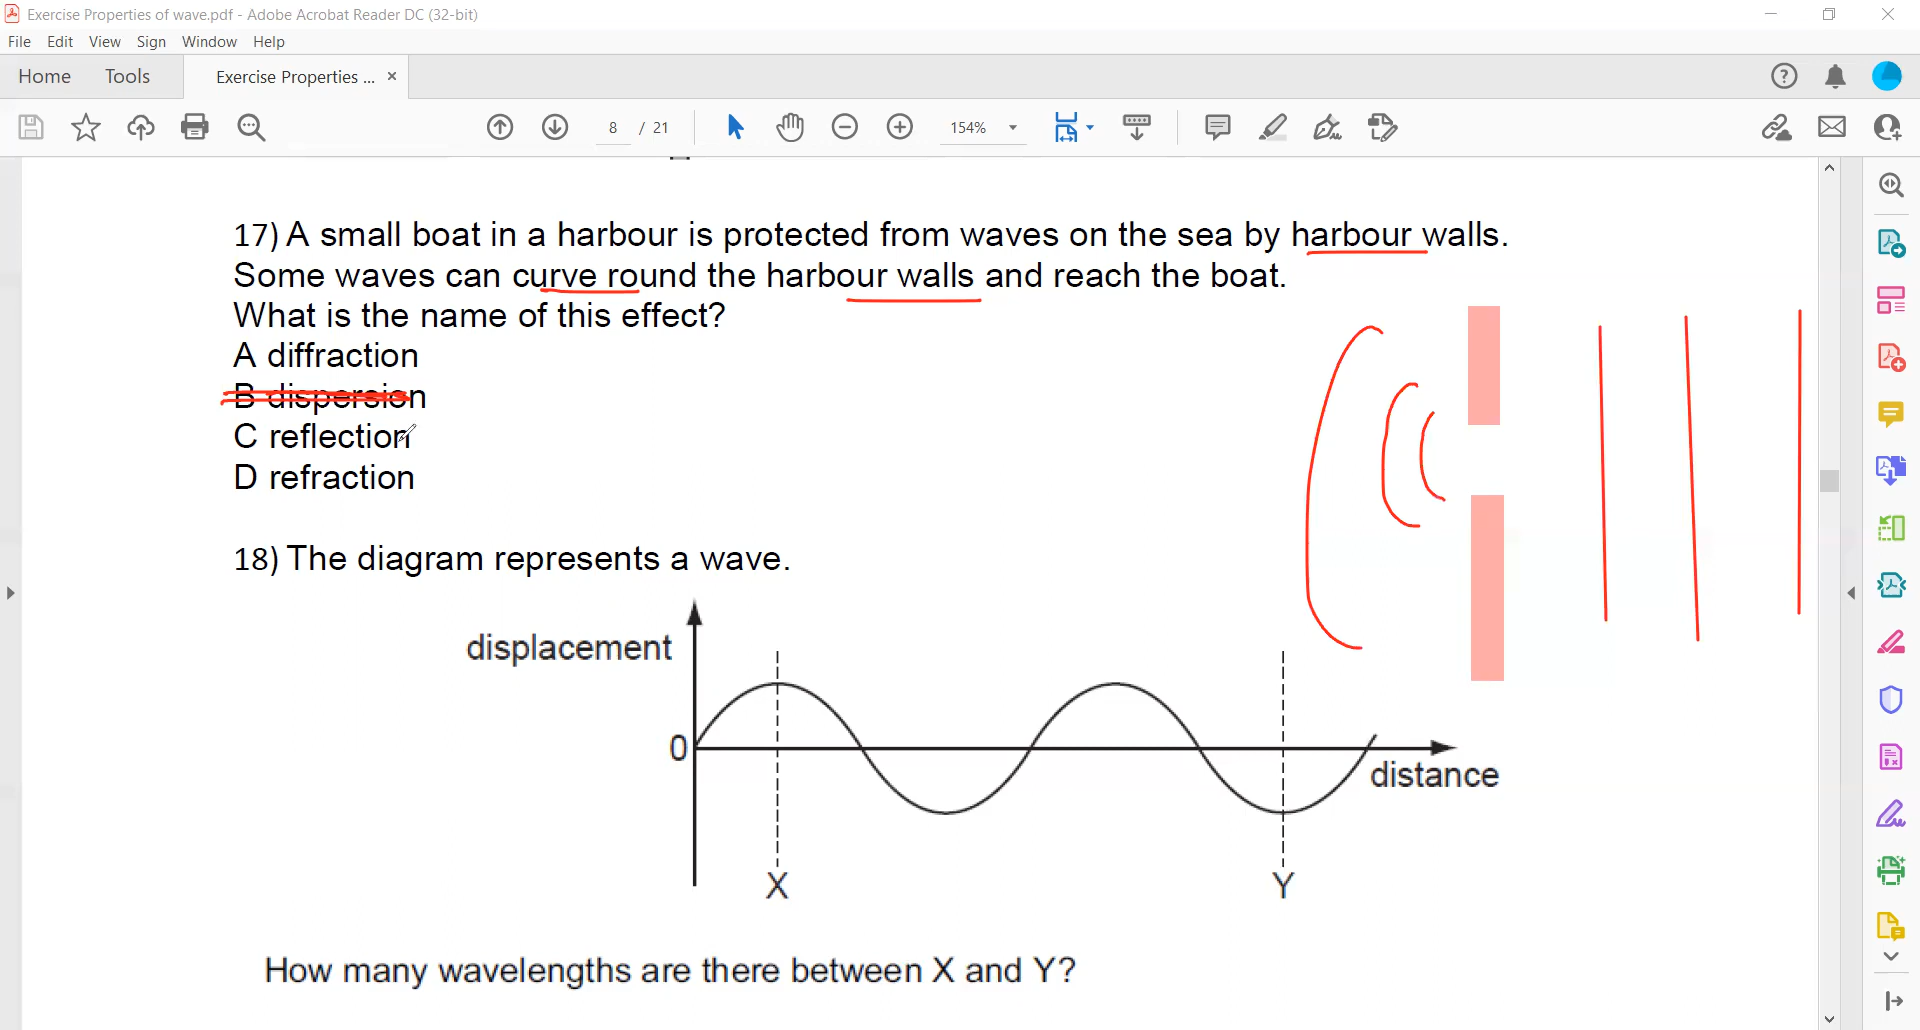 Exercise Properties of wave.pdf - Adobe Acrobat Reader DC (32-bit)
File Edit View Sign Window Help
Home Tools Exercise Properties ... ×
8 / 21 154%
17) A small boat in a harbour is protected from waves on the sea by harbour walls.
Some waves can curve round the harbour walls and reach the boat.
What is the name of this effect?
A diffraction
B dispersion
C reflection
D refraction
18) The diagram represents a wave.
displacement
0
distance
X Y
How many wavelengths are there between X and Y?